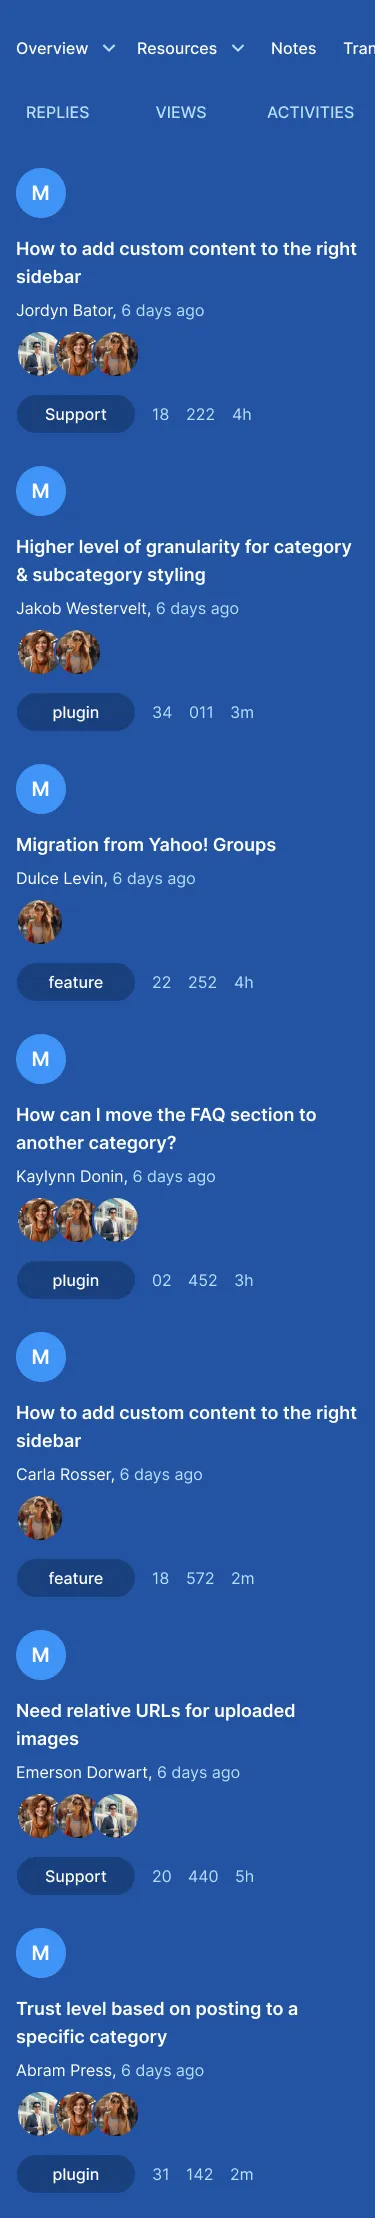 Overview Resources Notes Tran
REPLIES VIEWS ACTIVITIES
M
How to add custom content to the right
sidebar
Jordyn Bator, 6 days ago
Support 18 222 4h
M
Higher level of granularity for category
& subcategory styling
Jakob Westervelt, 6 days ago
plugin 34 011 3m
M
Migration from Yahoo! Groups
Dulce Levin, 6 days ago
feature 22 252 4h
M
How can I move the FAQ section to
another category?
Kaylynn Donin, 6 days ago
plugin 02 452 3h
M
How to add custom content to the right
sidebar
Carla Rosser, 6 days ago
feature 18 572 2m
M
Need relative URLs for uploaded
images
Emerson Dorwart, 6 days ago
Support 20 440 5h
M
Trust level based on posting to a
specific category
Abram Press, 6 days ago
plugin 31 142 2m